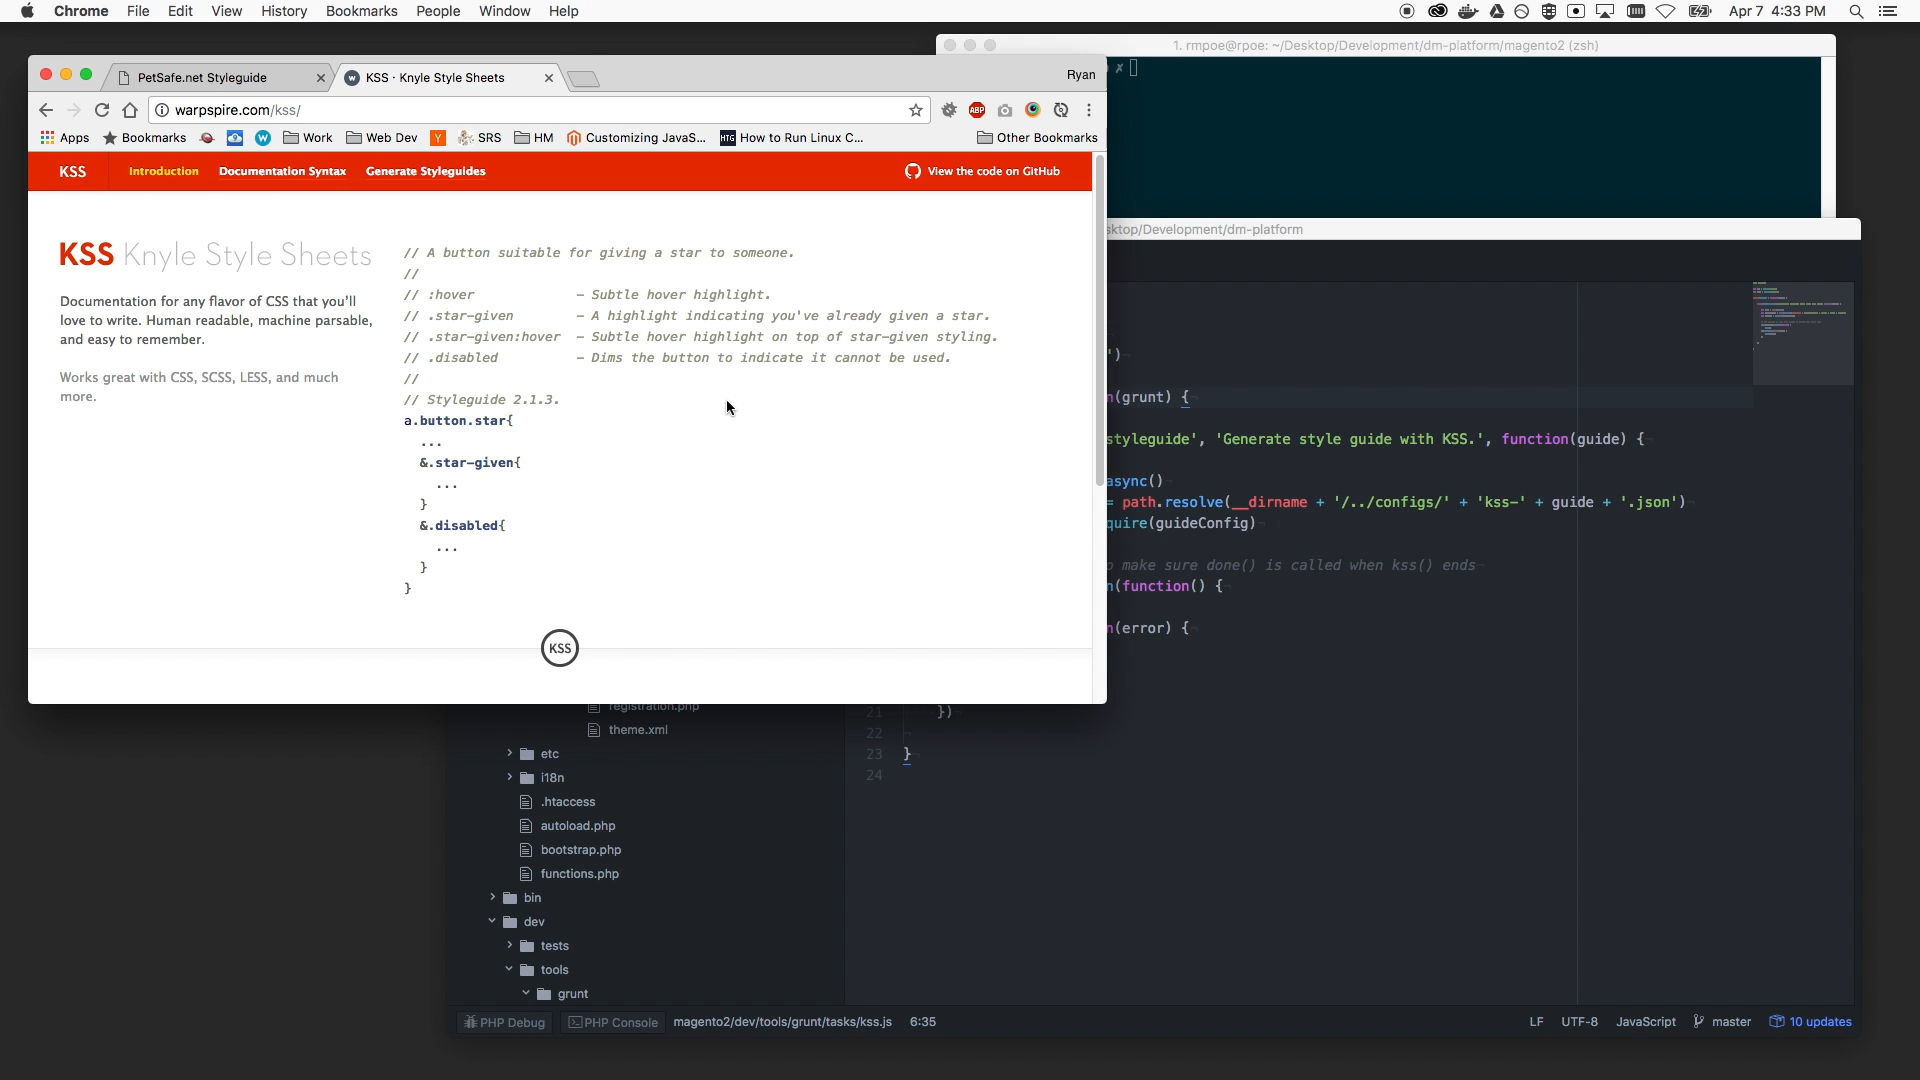 Chrome File Edit View History Bookmarks People Window Help
Apr 7 4:33 PM
1. rmpoe@rpoe: ~/Desktop/Development/dm-platform/magento2 (zsh)
✗
PetSafe.net Styleguide
KSS · Knyle Style Sheets
Ryan
warpspire.com/kss/
ABP
Apps Bookmarks Work Web Dev SRS HM Customizing JavaS... HTG How to Run Linux C... Other Bookmarks
KSS Introduction Documentation Syntax Generate Styleguides View the code on GitHub
KSS Knyle Style Sheets
Documentation for any flavor of CSS that you'll
love to write. Human readable, machine parsable,
and easy to remember.
Works great with CSS, SCSS, LESS, and much
more.
// A button suitable for giving a star to someone.
//
// :hover – Subtle hover highlight.
// .star-given – A highlight indicating you've already given a star.
// .star-given:hover – Subtle hover highlight on top of star-given styling.
// .disabled – Dims the button to indicate it cannot be used.
//
// Styleguide 2.1.3.
a.button.star{
...
&.star-given{
...
}
&.disabled{
...
}
}
KSS
ktop/Development/dm-platform
')
(grunt) {
styleguide', 'Generate style guide with KSS.', function(guide) {
async()
= path.resolve(__dirname + '/../configs/' + 'kss-' + guide + '.json')
quire(guideConfig)
make sure done() is called when kss() ends
(function() {
(error) {
21 })
22
23 }
24
registration.php
theme.xml
etc
i18n
.htaccess
autoload.php
bootstrap.php
functions.php
bin
dev
tests
tools
grunt
PHP Debug PHP Console magento2/dev/tools/grunt/tasks/kss.js 6:35 LF UTF-8 JavaScript master 10 updates